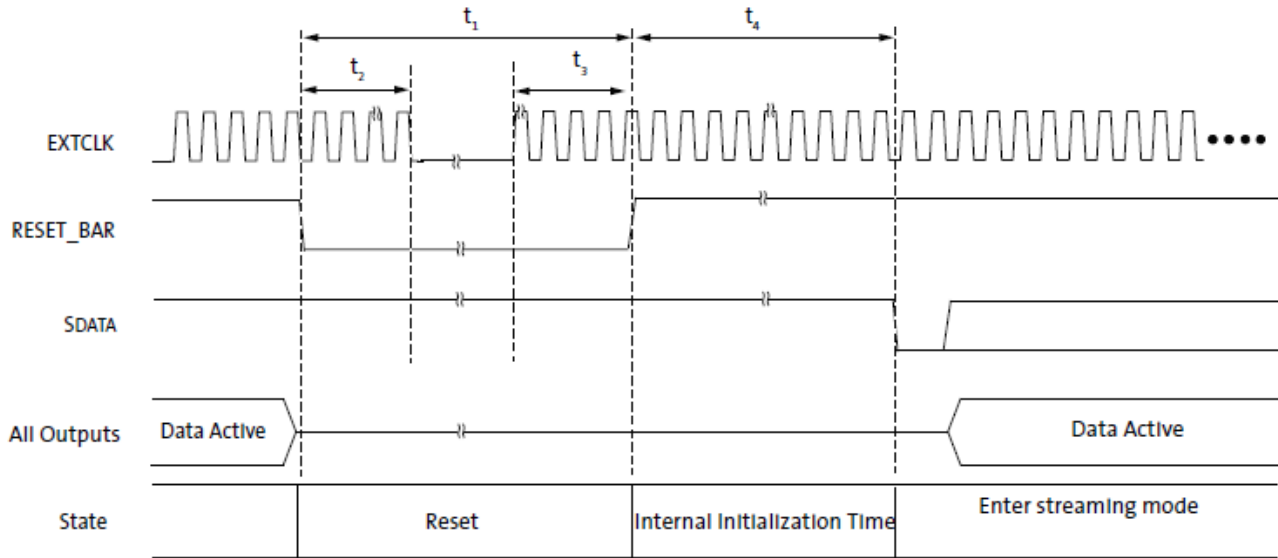 t₁ t₄
t₂ t₃
EXTCLK
RESET_BAR
SDATA
All Outputs Data Active Data Active
State Reset Internal Initialization Time Enter streaming mode